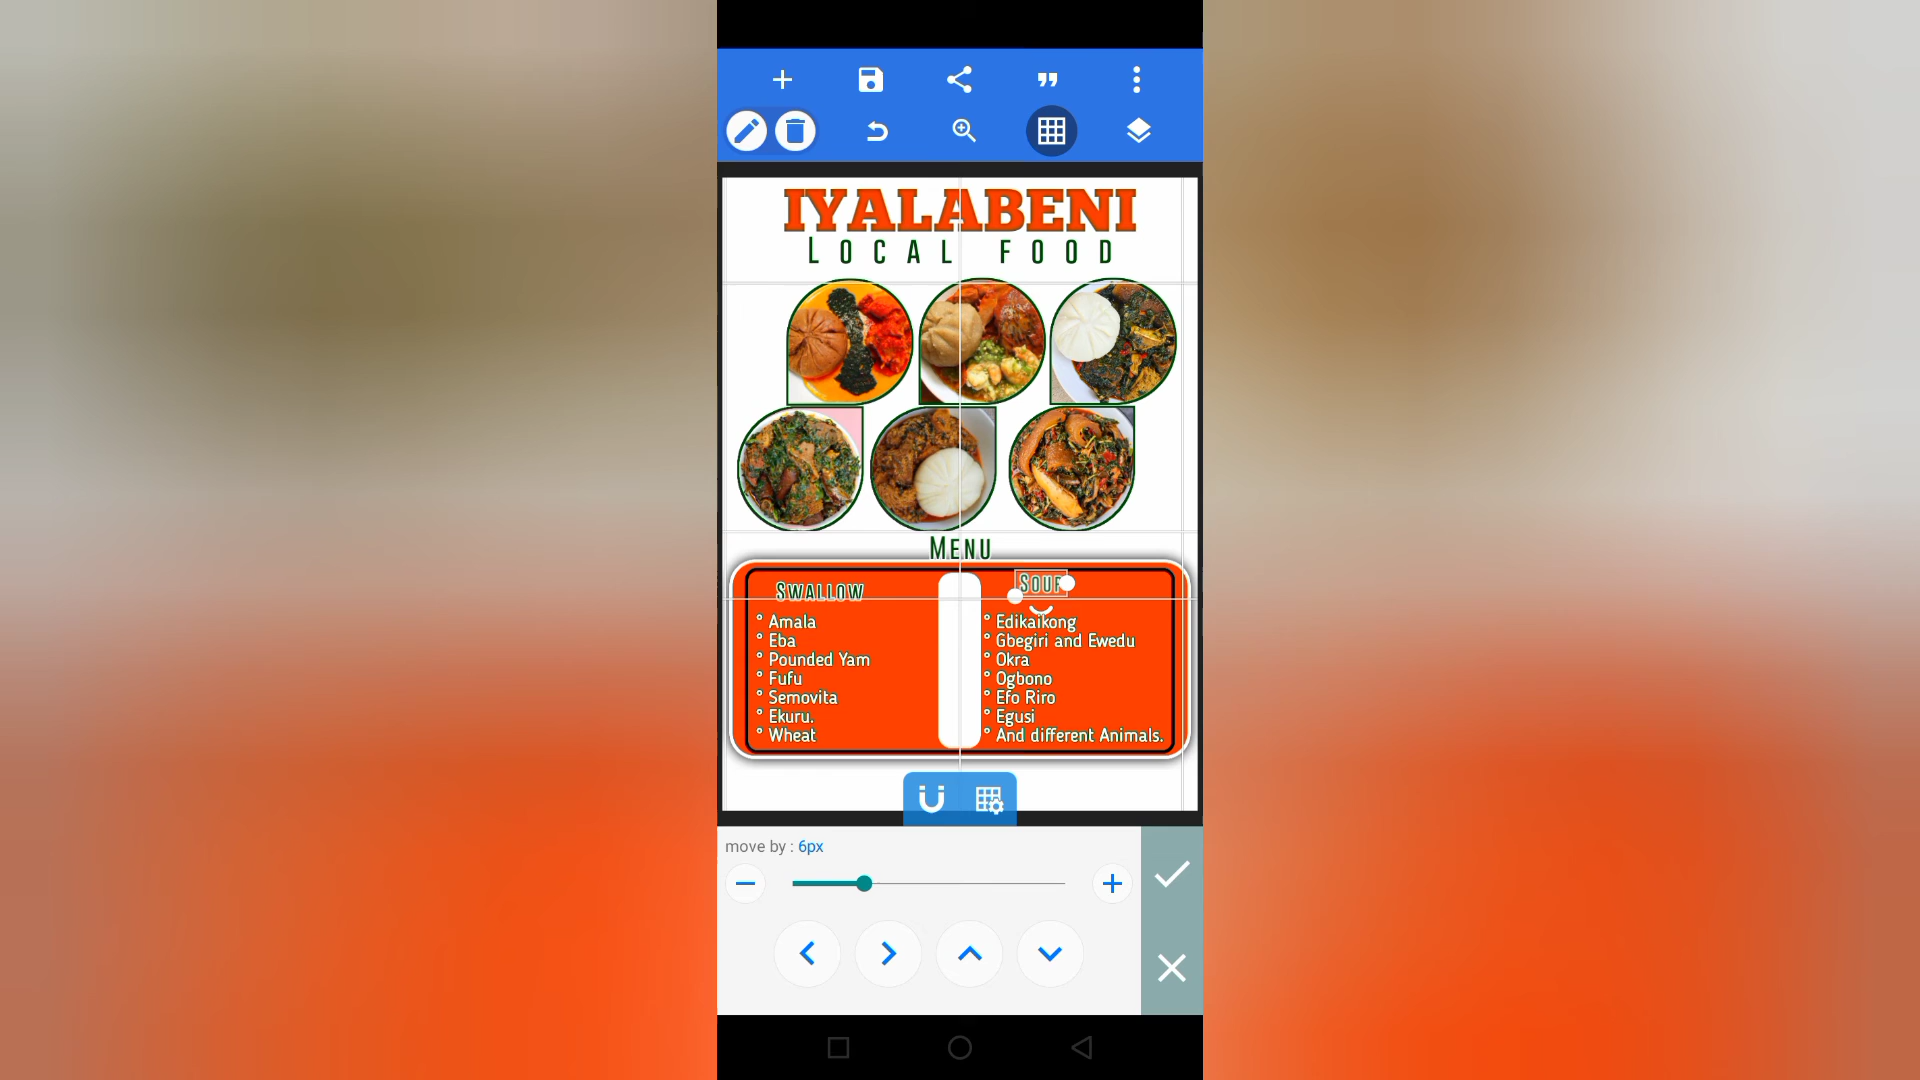 IYALABENI
LOCAL FOOD
MENU
SWALLOW
° Amala
° Eba
° Pounded Yam
° Fufu
° Semovita
° Ekuru.
° Wheat
SOUP
° Edikaikong
° Gbegiri and Ewedu
° Okra
° Ogbono
° Efo Riro
° Egusi
° And different Animals.
move by : 6px